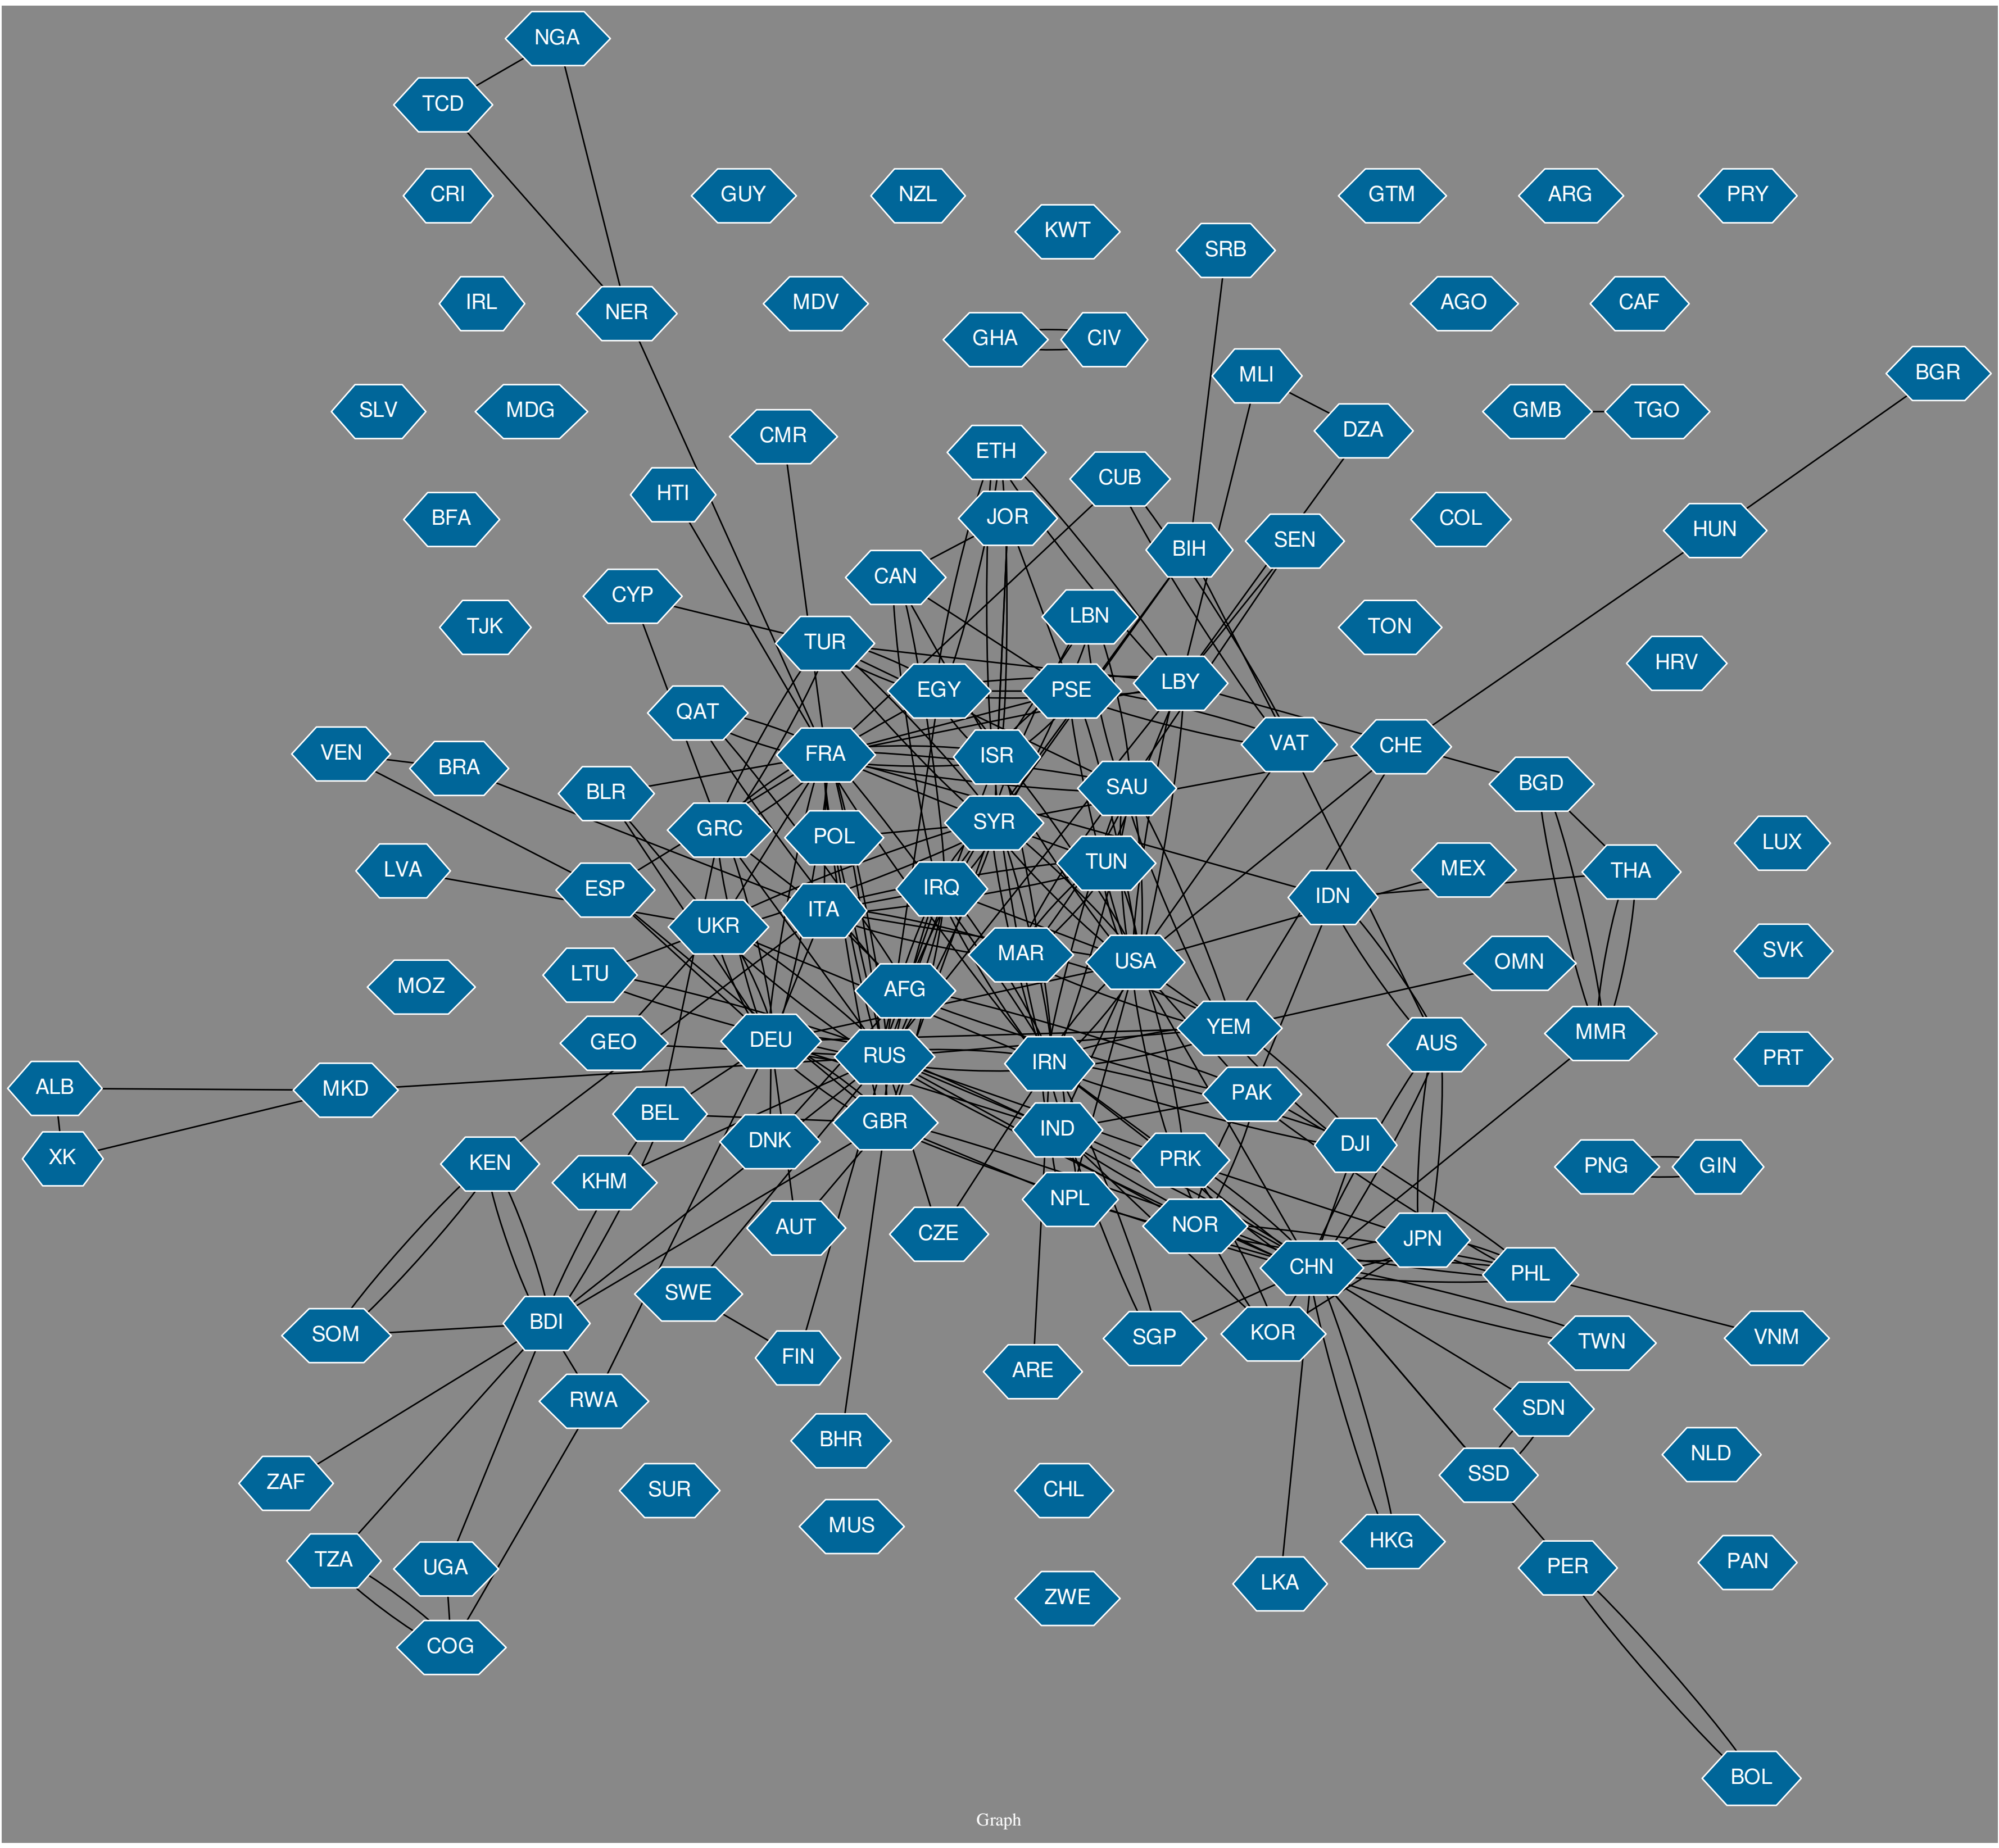 NGA
TCD
CRI
GUY
NZL
GTM
ARG
PRY
KWT
SRB
IRL
NER
MDV
AGO
CAF
GHA
CIV
MLI
BGR
SLV
MDG
GMB
TGO
CMR
DZA
ETH
CUB
HTI
BFA
JOR
COL
HUN
BIH
SEN
CAN
CYP
LBN
TJK
TUR
TON
HRV
EGY
PSE
LBY
QAT
VEN
BRA
FRA
ISR
VAT
CHE
BLR
SAU
BGD
GRC
POL
SYR
LUX
LVA
ESP
IRQ
TUN
MEX
THA
IDN
UKR
ITA
MAR
USA
OMN
SVK
LTU
MOZ
AFG
YEM
MMR
GEO
DEU
RUS
IRN
AUS
PRT
ALB
MKD
PAK
BEL
GBR
IND
DNK
DJI
XK
KEN
PRK
PNG
GIN
KHM
NPL
AUT
CZE
NOR
JPN
CHN
PHL
SWE
SOM
BDI
SGP
KOR
TWN
VNM
FIN
ARE
RWA
SDN
BHR
NLD
ZAF
SUR
CHL
SSD
MUS
HKG
TZA
UGA
LKA
PER
PAN
ZWE
COG
BOL
Graph